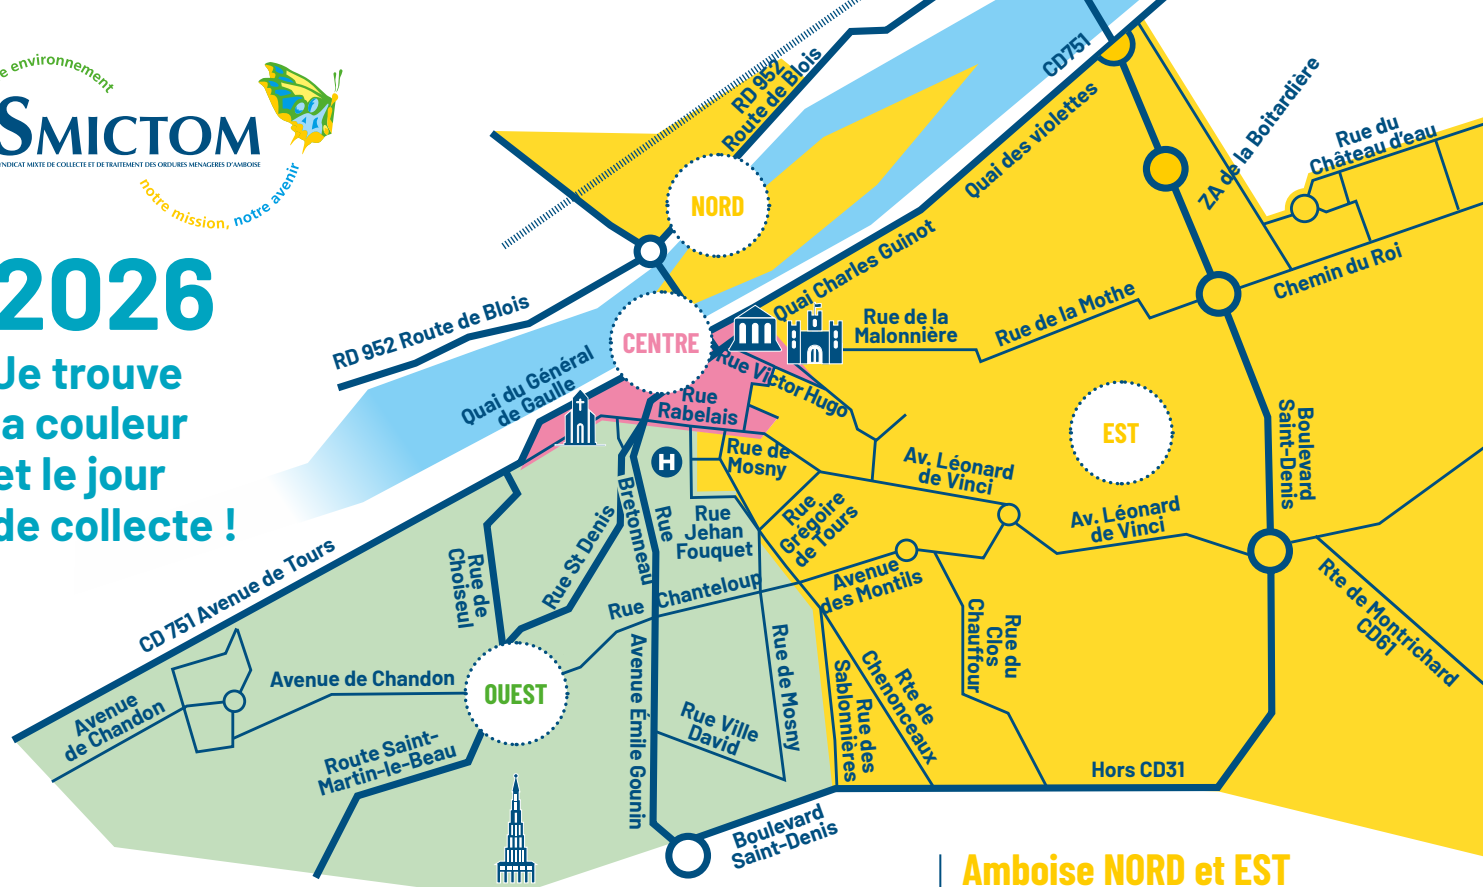 e environnement
SMICTOM
SYNDICAT MIXTE DE COLLECTE ET DE TRAITEMENT DES ORDURES MENAGERES D'AMBOISE
notre mission, notre avenir
2026
Je trouve
la couleur
et le jour
de collecte !
RD 952
Route de Blois
CD751
Quai des violettes
ZA de la Boitardière
Rue du
Château d'eau
NORD
Quai Charles Guinot
Chemin du Roi
RD 952 Route de Blois
CENTRE
Rue de la
Malonnière
Rue de la Mothe
Quai du Général
de Gaulle
Rue Victor Hugo
Rue
Rabelais
EST
Boulevard
Saint-Denis
H
Rue de
Mosny
Av. Léonard
de Vinci
Av. Léonard
de Vinci
Rue
Bretonneau
Rue St Denis
Rue
Jehan
Fouquet
Rue
Grégoire
de Tours
CD 751 Avenue de Tours
Rue de
Choiseul
Rue Chanteloup
Avenue
des Montils
Rue du
Clos
Chauffour
Rte de Montrichard
CD61
Avenue
de Chandon
Avenue de Chandon
OUEST
Avenue Émile Gounin
Rue de Mosny
Rue Ville
David
Rue des
Sablonnières
Rte de
Chenonceaux
Route Saint-
Martin-le-Beau
Hors CD31
Boulevard
Saint-Denis
Amboise NORD et EST